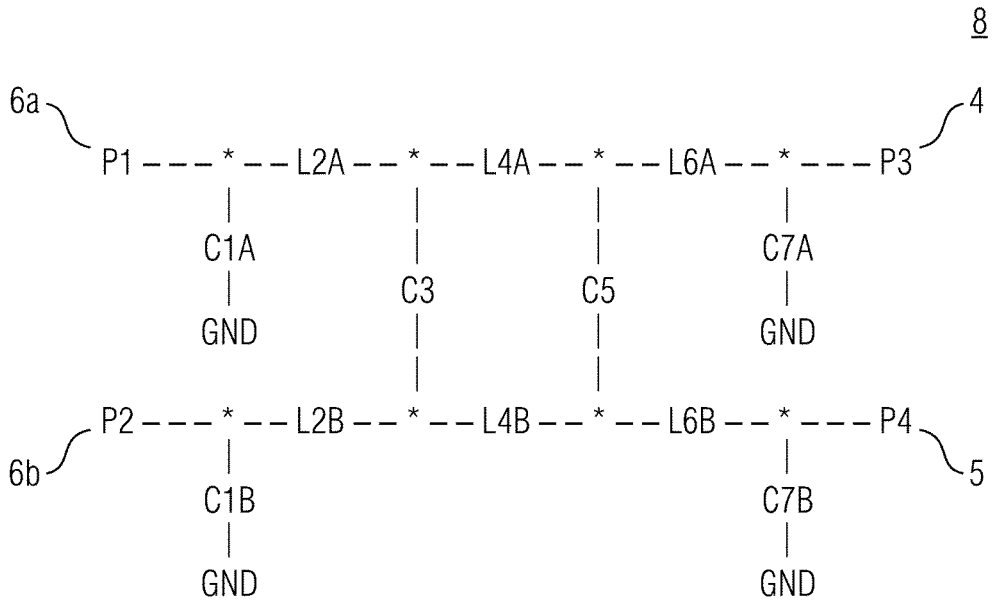 8
6a 4
P1 --- * -- L2A -- * -- L4A -- * -- L6A -- * --- P3
C1A C7A
C3 C5
GND GND
P2 --- * -- L2B -- * -- L4B -- * -- L6B -- * --- P4
6b 5
C1B C7B
GND GND